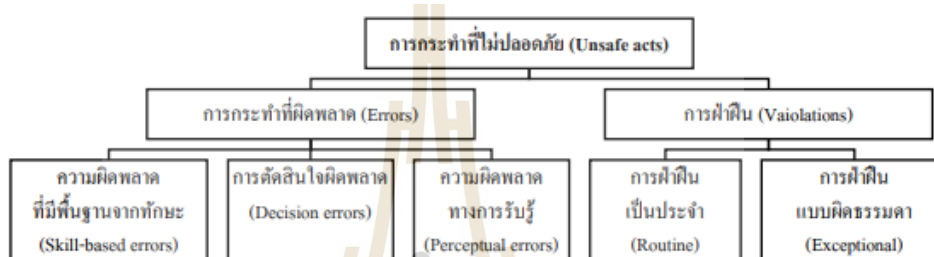 การกระทำที่ไม่ปลอดภัย (Unsafe acts)
การกระทำที่ผิดพลาด (Errors)
การฝ่าฝืน (Vaiolations)
ความผิดพลาด
ที่มีพื้นฐานจากทักษะ
(Skill-based errors)
การตัดสินใจผิดพลาด
(Decision errors)
ความผิดพลาด
ทางการรับรู้
(Perceptual errors)
การฝ่าฝืน
เป็นประจำ
(Routine)
การฝ่าฝืน
แบบผิดธรรมดา
(Exceptional)